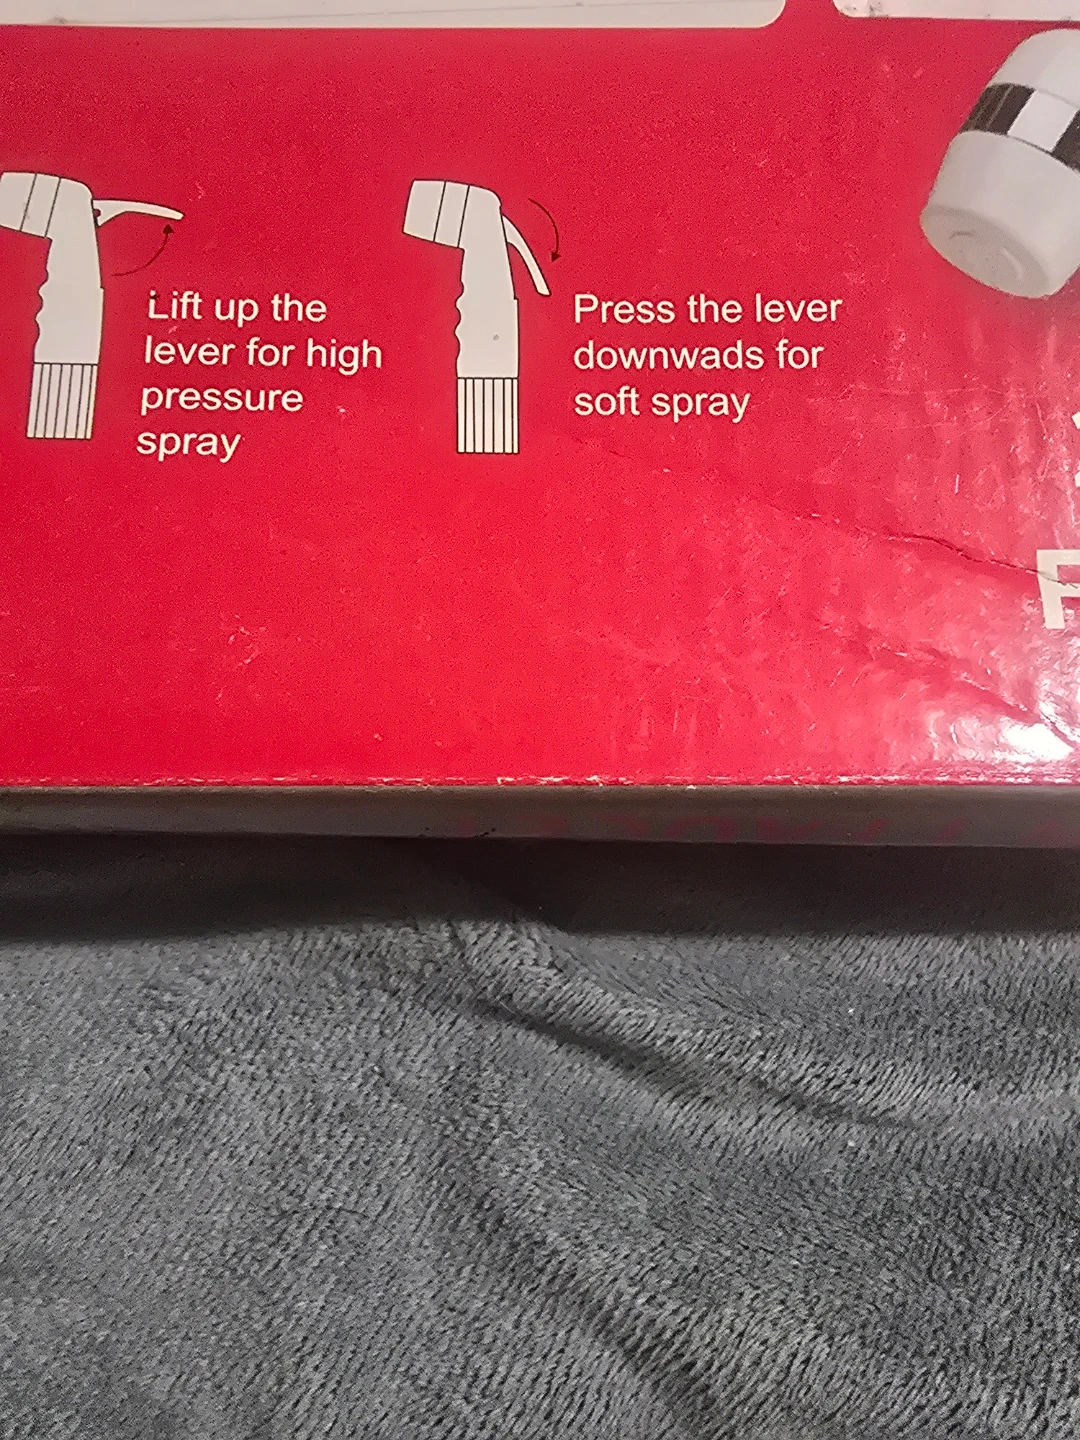 Lift up the
lever for high
pressure
spray
Press the lever
downwads for
soft spray